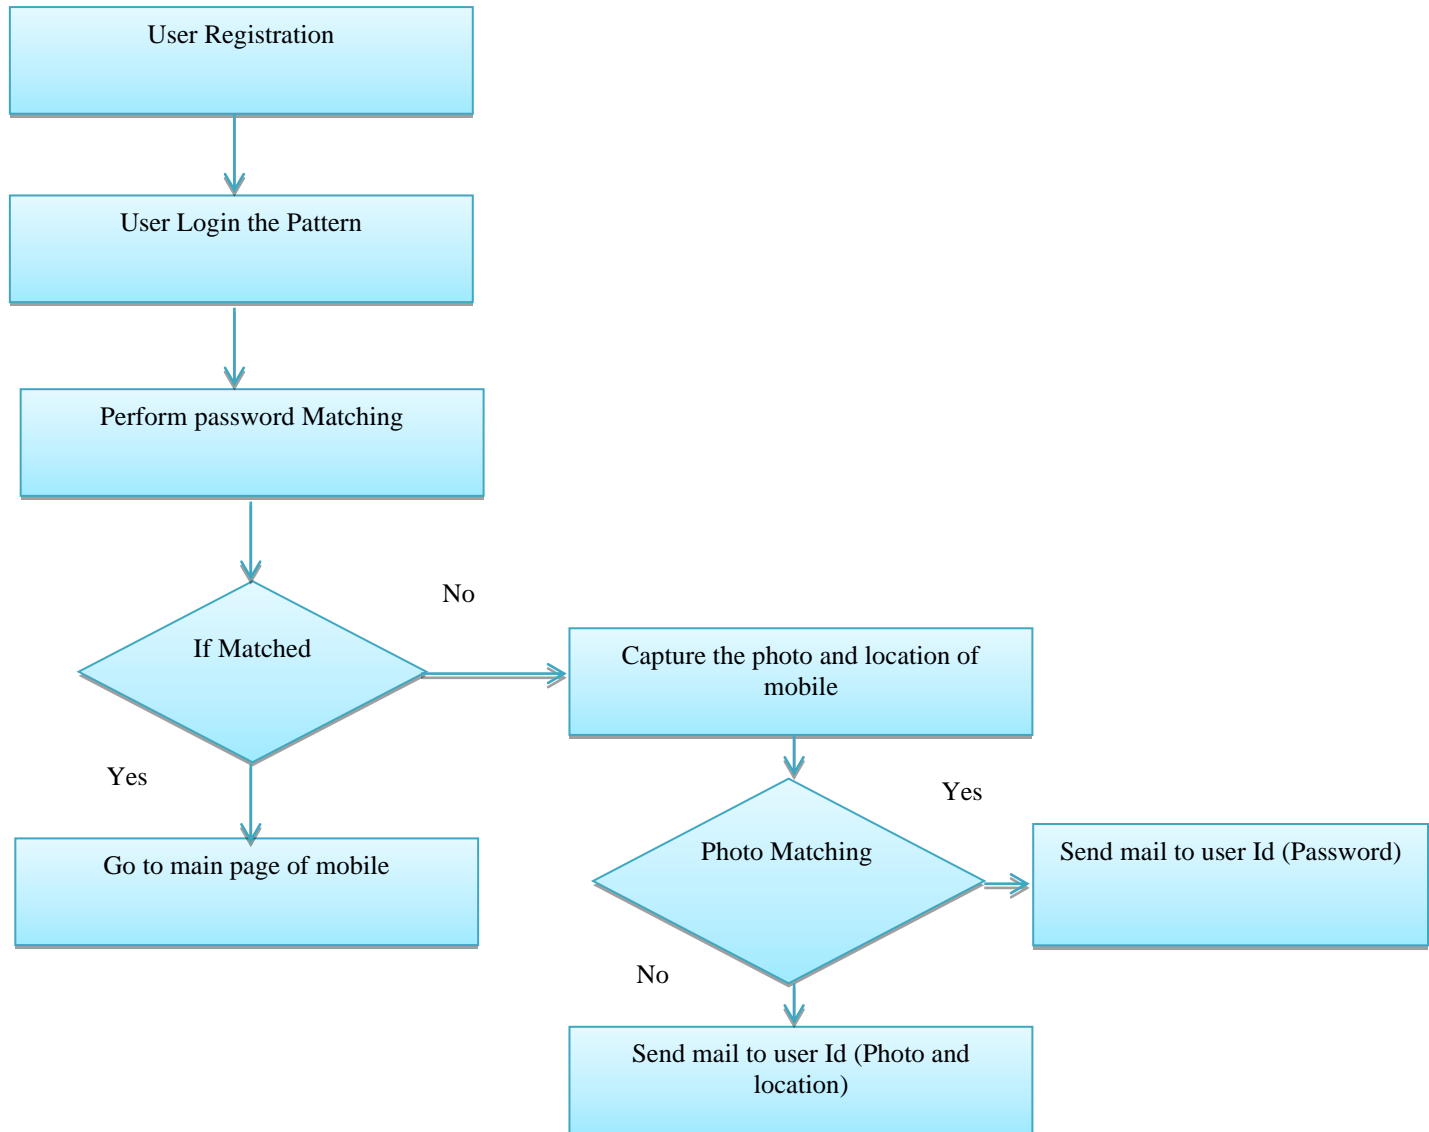 User Registration
User Login the Pattern
Perform password Matching
No
If Matched
Capture the photo and location of
mobile
Yes
Yes
Go to main page of mobile
Photo Matching
Send mail to user Id (Password)
No
Send mail to user Id (Photo and
location)